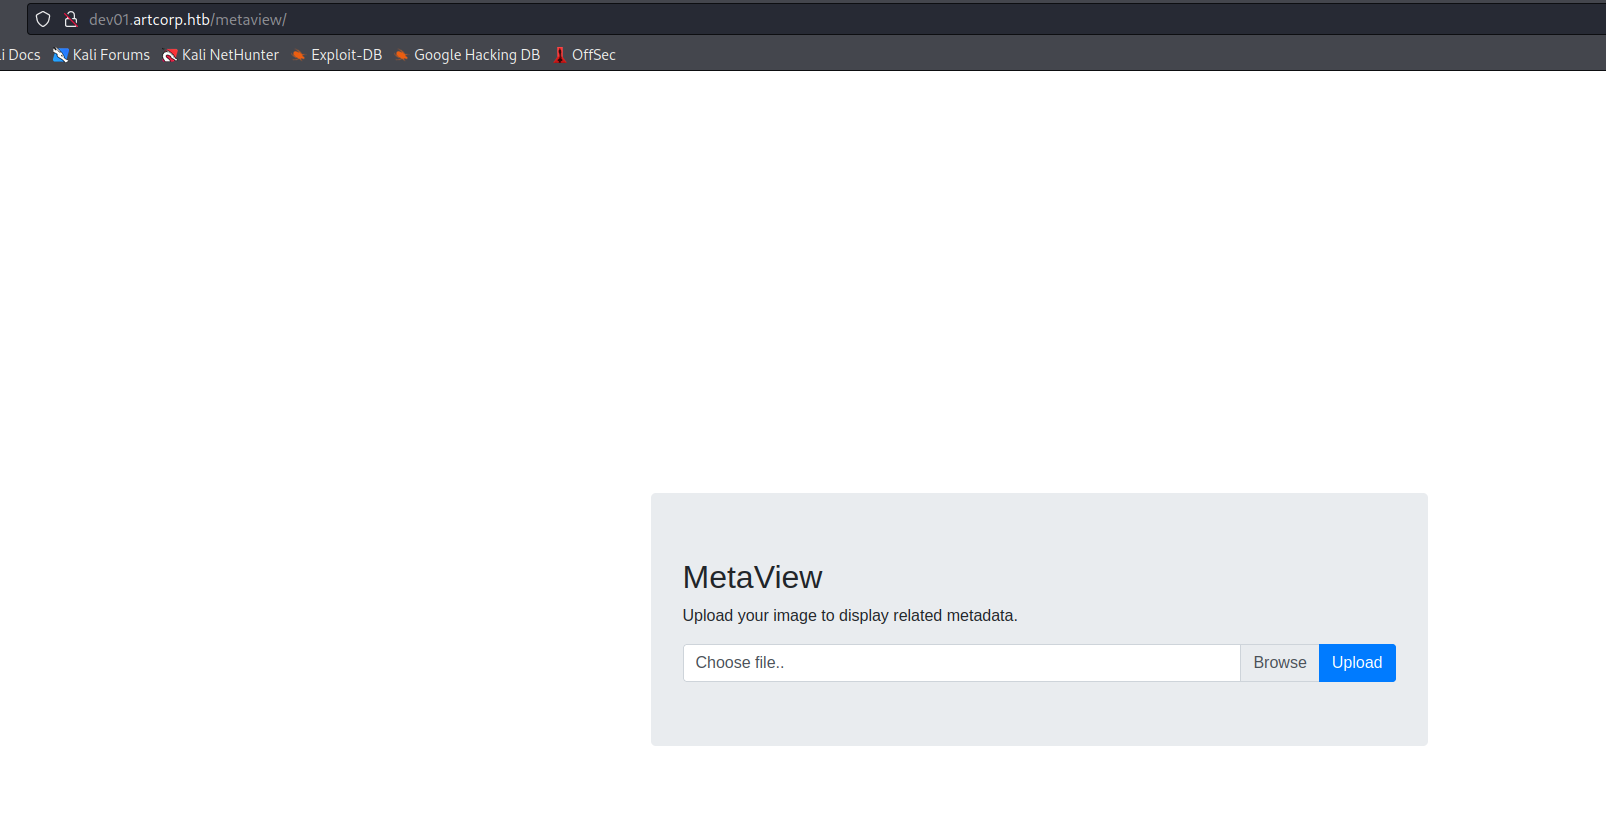 dev01.artcorp.htb/metaview/
i Docs Kali Forums Kali NetHunter Exploit-DB Google Hacking DB OffSec
MetaView
Upload your image to display related metadata.
Choose file.. Browse Upload